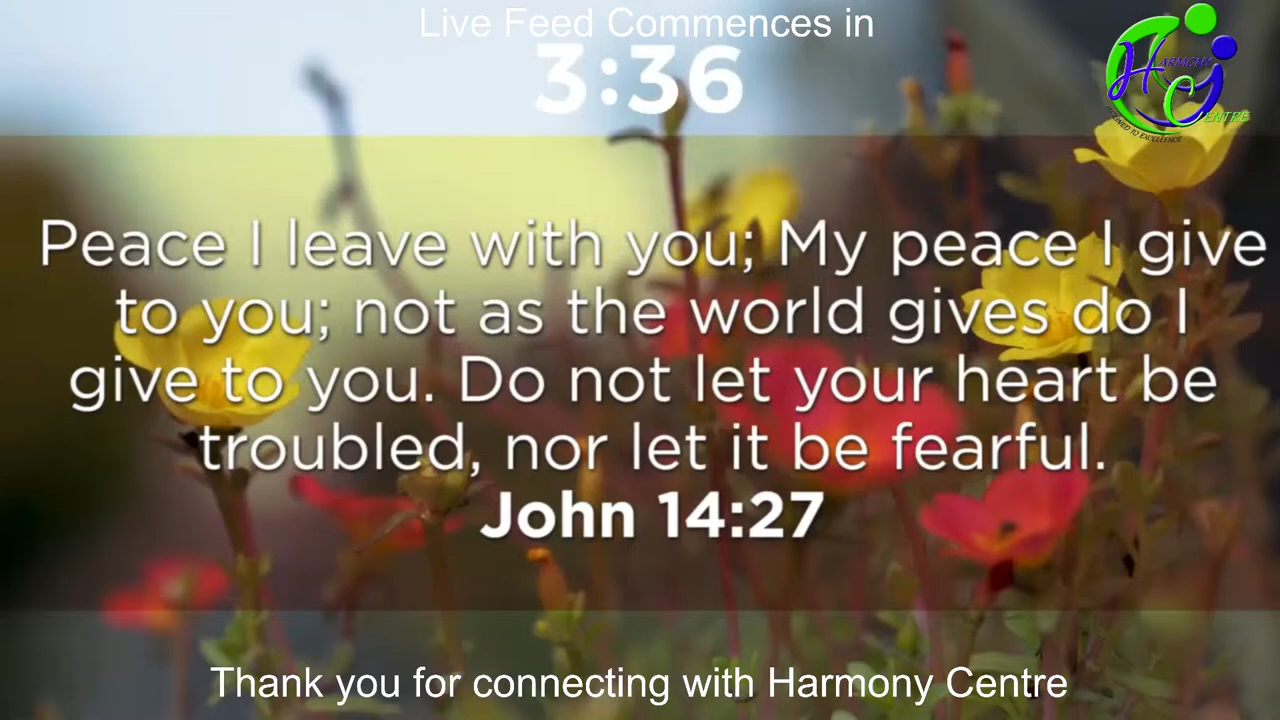 Live Feed Commences in
3:36
HARMONY
CENTRE
Peace I leave with you; My peace I give
to you; not as the world gives do I
give to you. Do not let your heart be
troubled, nor let it be fearful.
John 14:27
Thank you for connecting with Harmony Centre